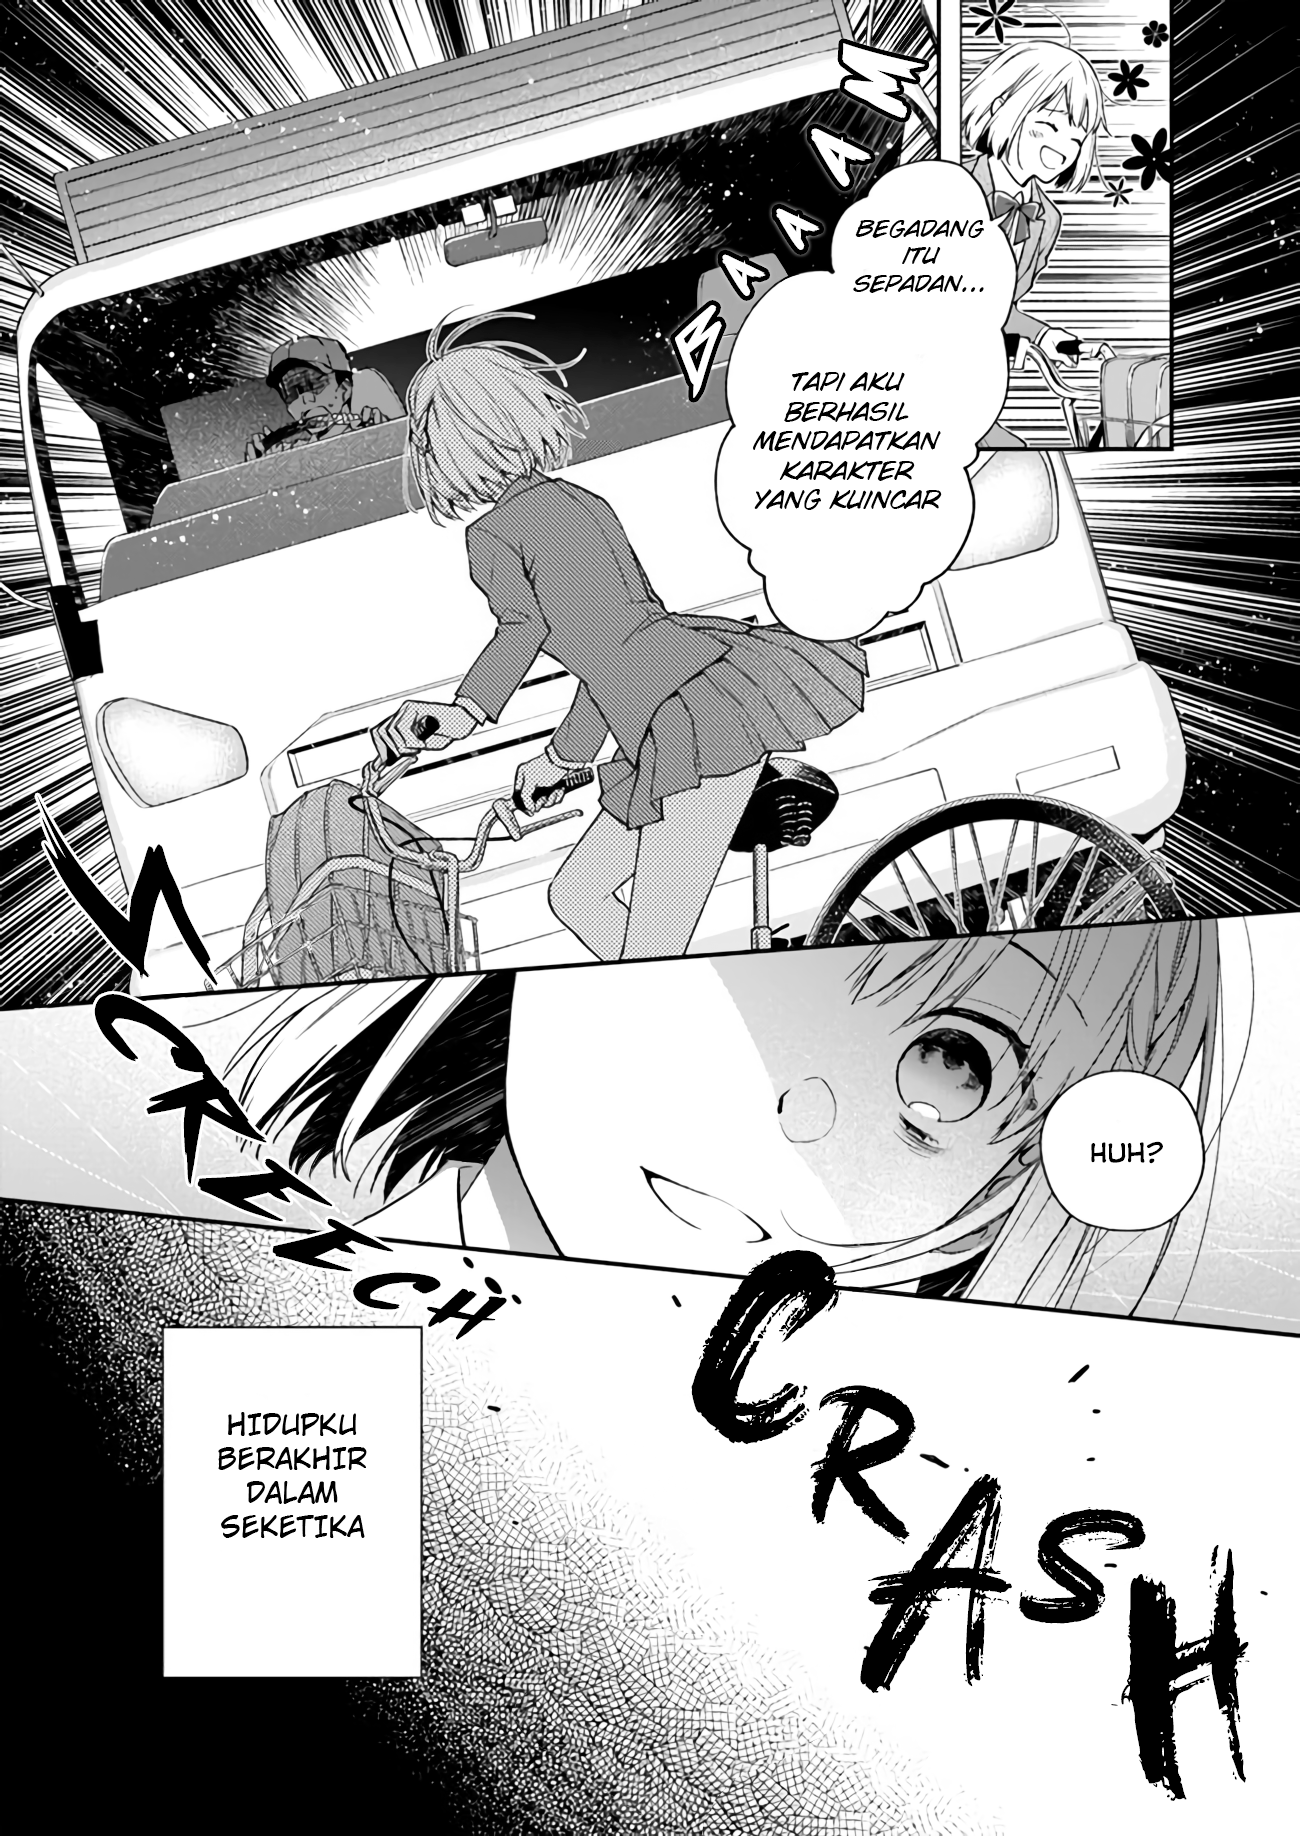 BEGADANG
ITU
SEPADAN...
TAPI AKU
BERHASIL
MENDAPATKAN
KARAKTER
YANG KUINCAR
BAAAM
HUH?
SCREECH
CRASH
HIDUPKU
BERAKHIR
DALAM
SEKETIKA